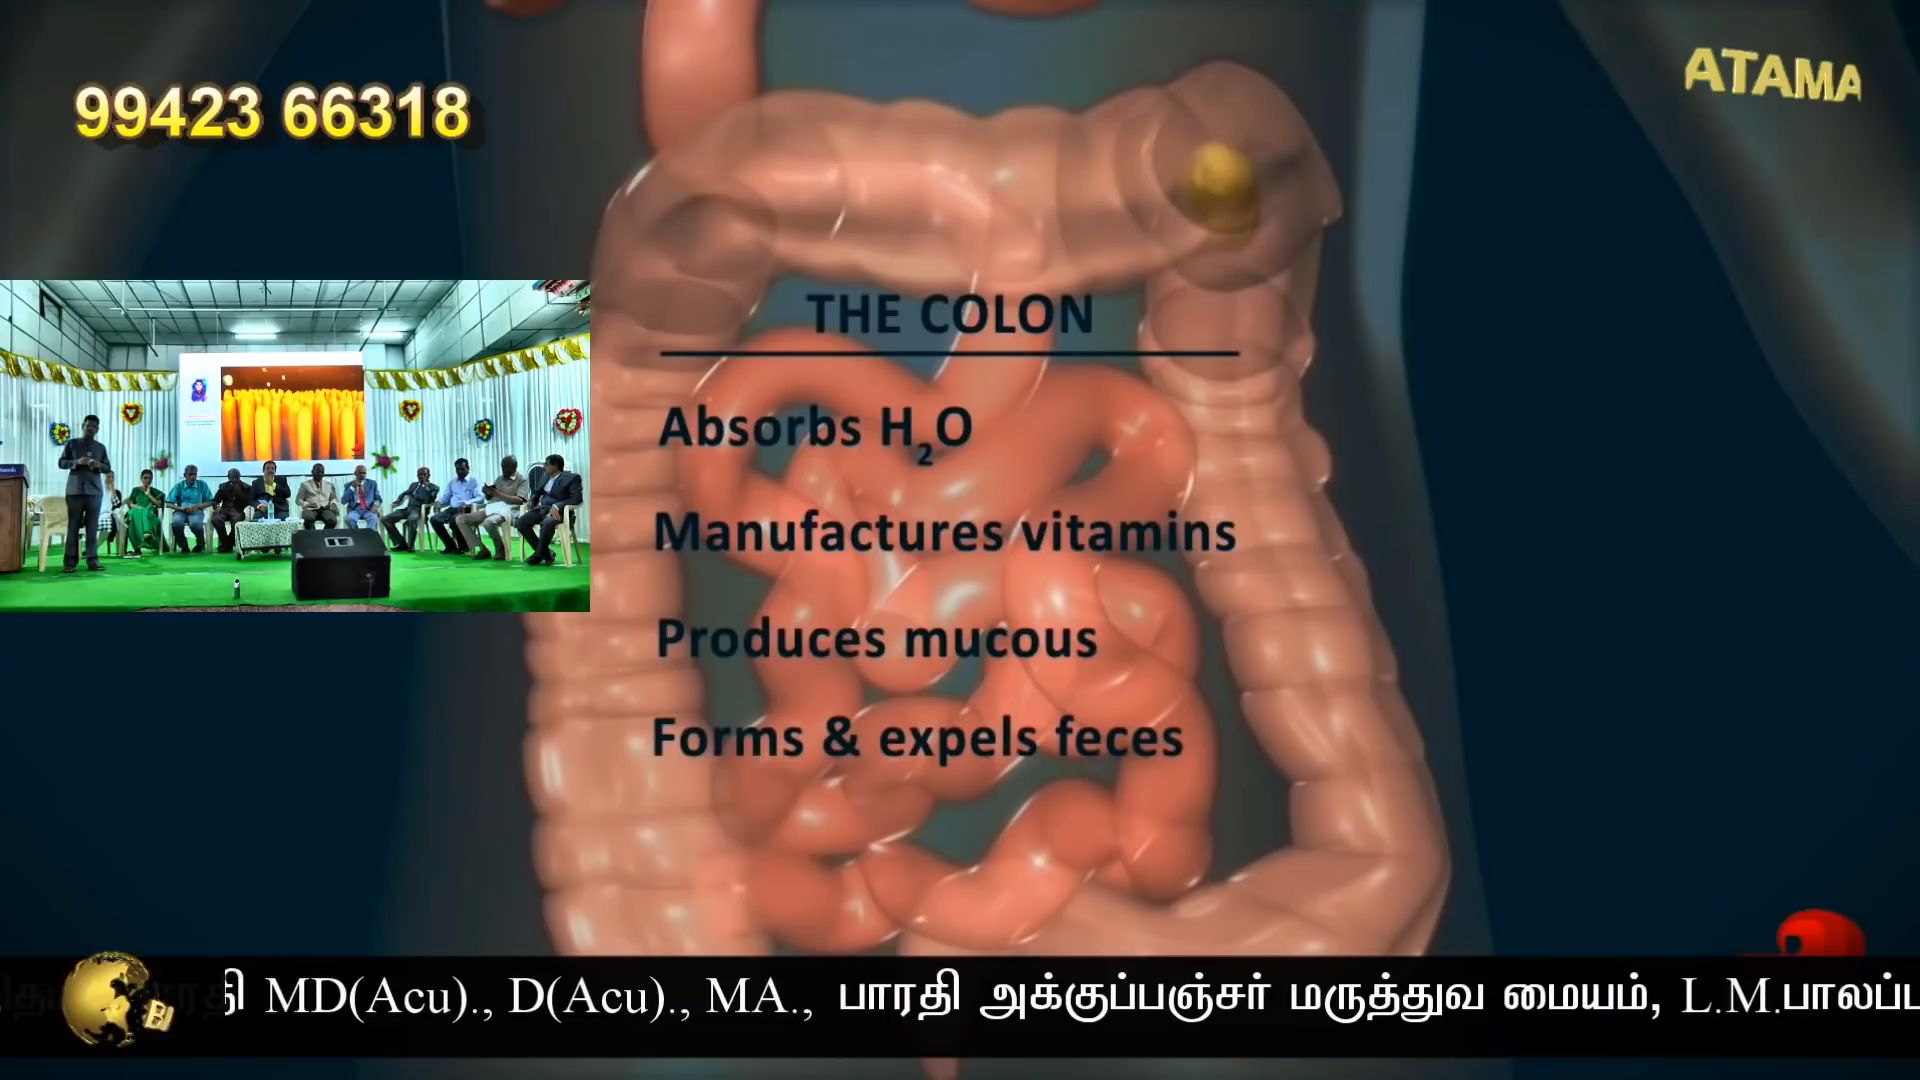 99423 66318
ATAMA
THE COLON
Absorbs H₂O
Manufactures vitamins
Produces mucous
Forms & expels feces
தி MD(Acu)., D(Acu)., MA., பாரதி அக்குப்பஞ்சர் மருத்துவ மையம், L.M.பாலப்ப